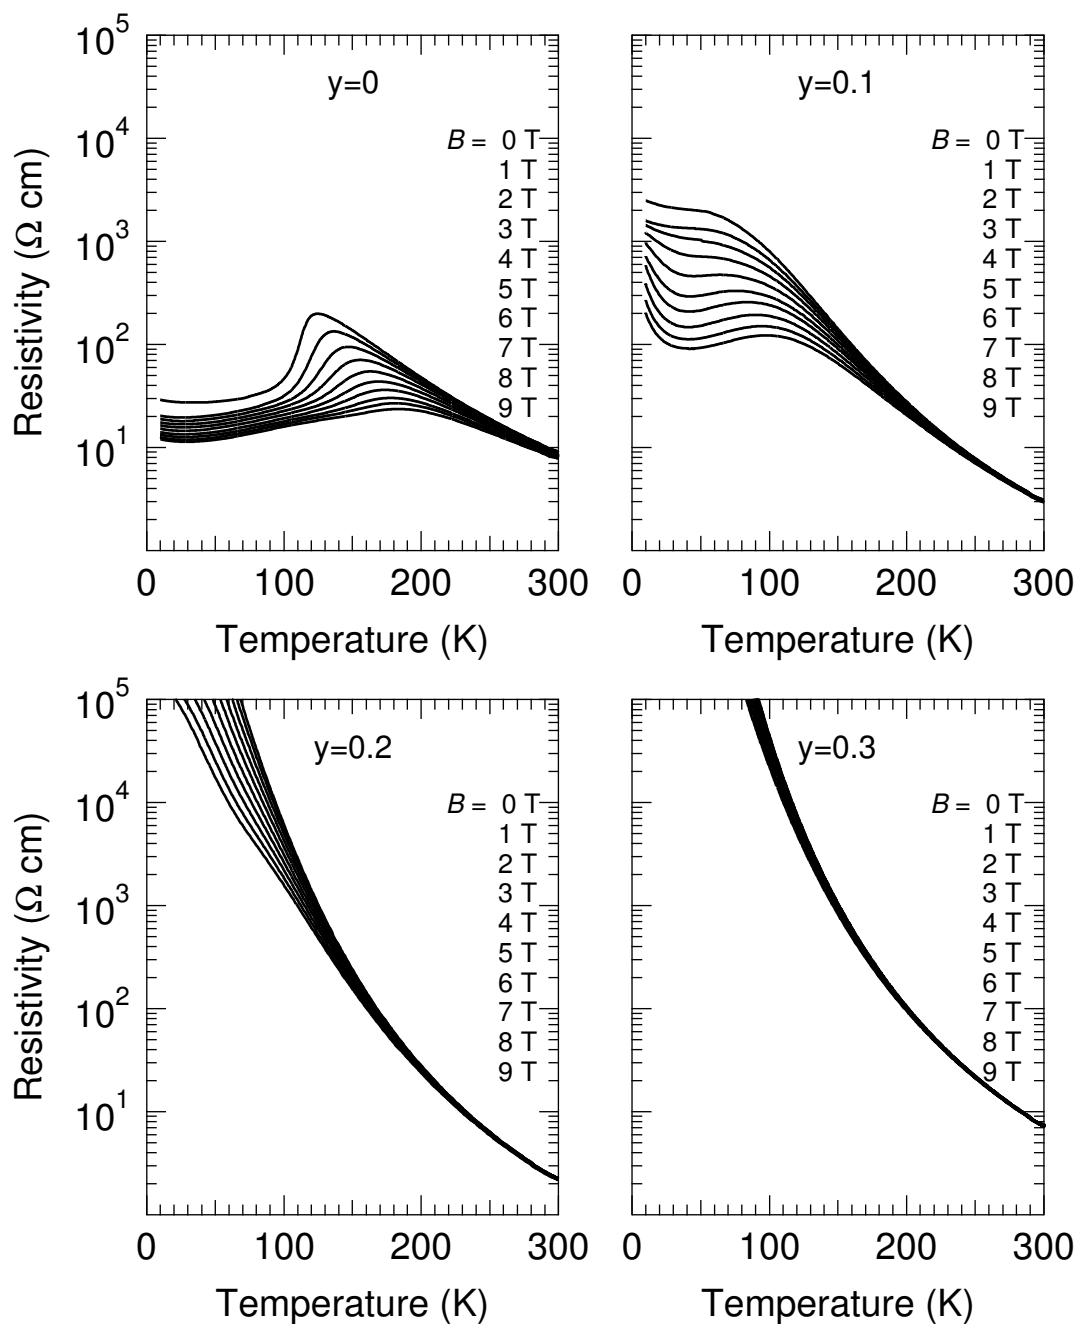 y=0
B = 0 T
1 T
2 T
3 T
4 T
5 T
6 T
7 T
8 T
9 T
10^5
10^4
10^3
10^2
10^1
Resistivity (Ω cm)
0 100 200 300
Temperature (K)
y=0.1
B = 0 T
1 T
2 T
3 T
4 T
5 T
6 T
7 T
8 T
9 T
0 100 200 300
Temperature (K)
y=0.2
B = 0 T
1 T
2 T
3 T
4 T
5 T
6 T
7 T
8 T
9 T
10^5
10^4
10^3
10^2
10^1
Resistivity (Ω cm)
0 100 200 300
Temperature (K)
y=0.3
B = 0 T
1 T
2 T
3 T
4 T
5 T
6 T
7 T
8 T
9 T
0 100 200 300
Temperature (K)